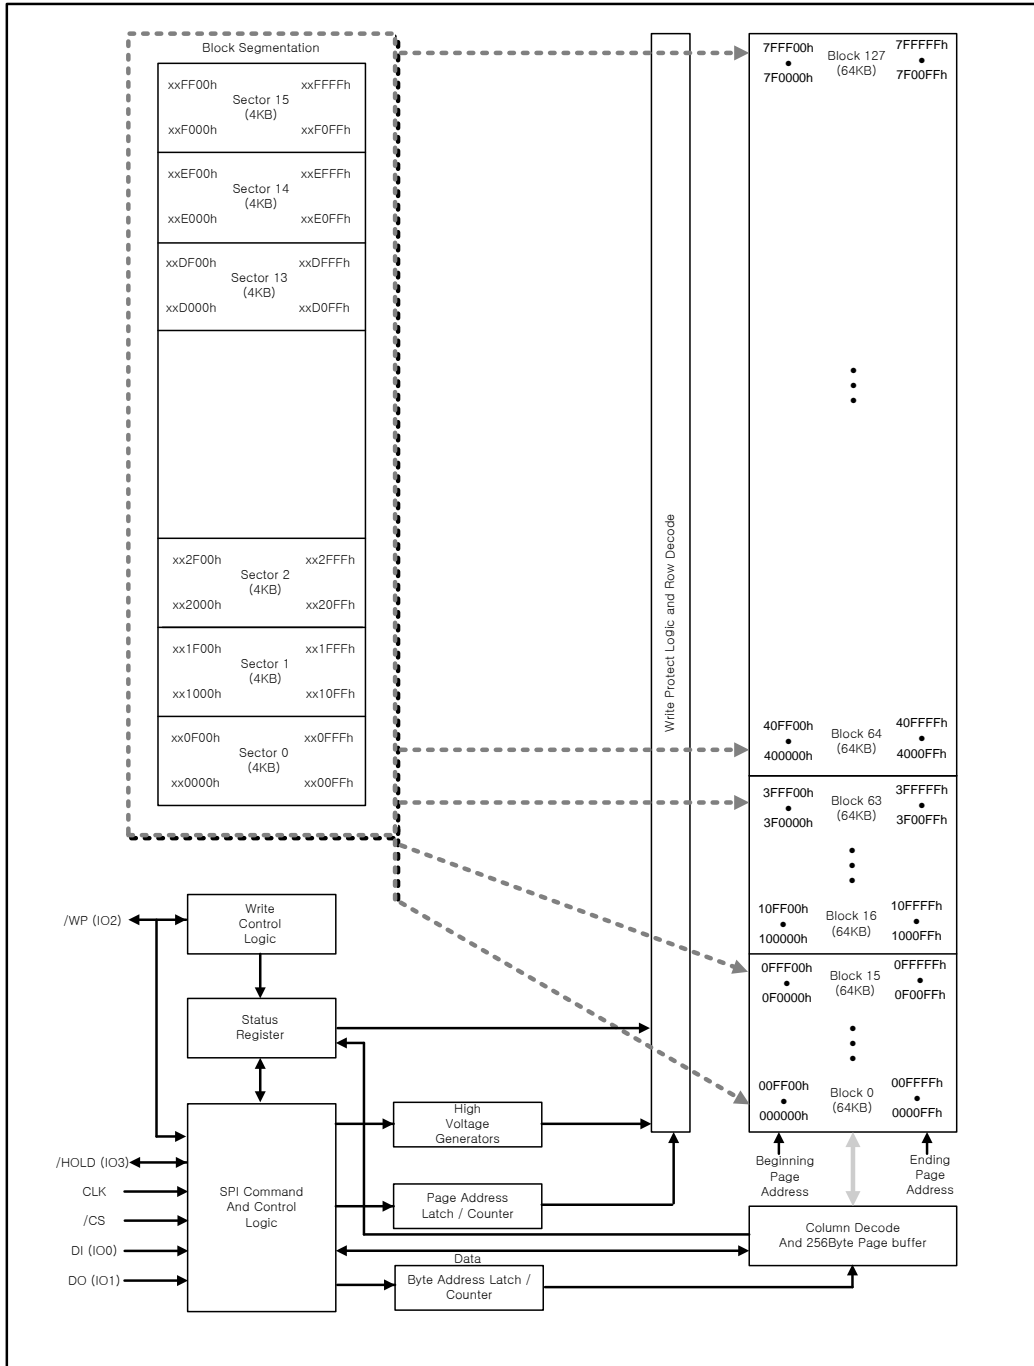 Block Segmentation
xxFF00h xxFFFFh
Sector 15
(4KB)
xxF000h xxF0FFh
xxEF00h xxEFFFh
Sector 14
(4KB)
xxE000h xxE0FFh
xxDF00h xxDFFFh
Sector 13
(4KB)
xxD000h xxD0FFh
xx2F00h xx2FFFh
Sector 2
(4KB)
xx2000h xx20FFh
xx1F00h xx1FFFh
Sector 1
(4KB)
xx1000h xx10FFh
xx0F00h xx0FFFh
Sector 0
(4KB)
xx0000h xx00FFh
Write Protect Logic and Row Decode
7FFF00h Block 127 7FFFFFh
(64KB)
7F0000h 7F00FFh
40FF00h Block 64 40FFFFh
(64KB)
400000h 4000FFh
3FFF00h Block 63 3FFFFFh
(64KB)
3F0000h 3F00FFh
10FF00h Block 16 10FFFFh
(64KB)
100000h 1000FFh
0FFF00h Block 15 0FFFFFh
(64KB)
0F0000h 0F00FFh
00FF00h Block 0 00FFFFh
(64KB)
000000h 0000FFh
Beginning
Page
Address
Ending
Page
Address
/WP (IO2)
Write
Control
Logic
Status
Register
High
Voltage
Generators
/HOLD (IO3)
CLK
/CS
DI (IO0)
DO (IO1)
SPI Command
And Control
Logic
Page Address
Latch / Counter
Column Decode
And 256Byte Page buffer
Data
Byte Address Latch /
Counter